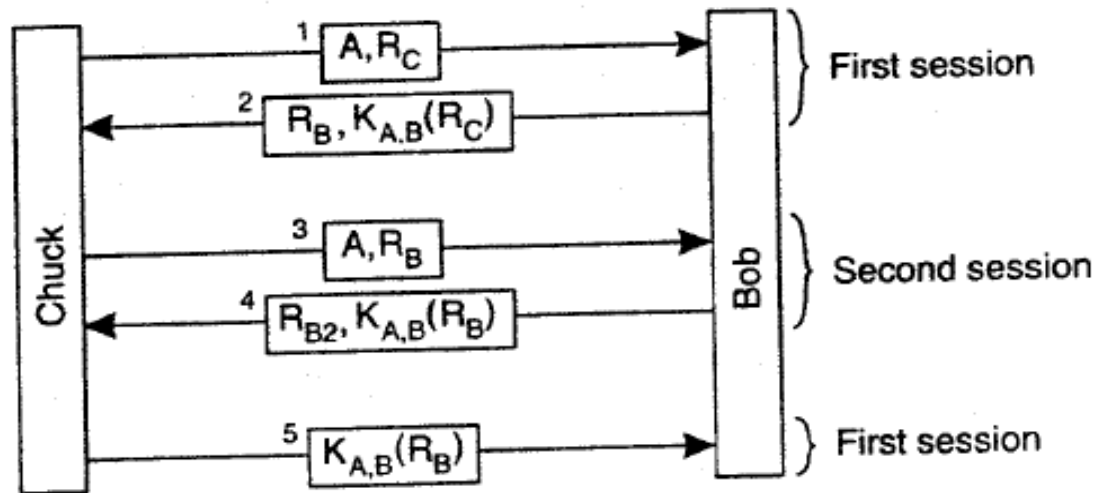 1
A, R_C
First session
2
R_B, K_A.B(R_C)
Chuck
Bob
3
A, R_B
Second session
4
R_B2, K_A,B(R_B)
5
K_A,B(R_B)
First session